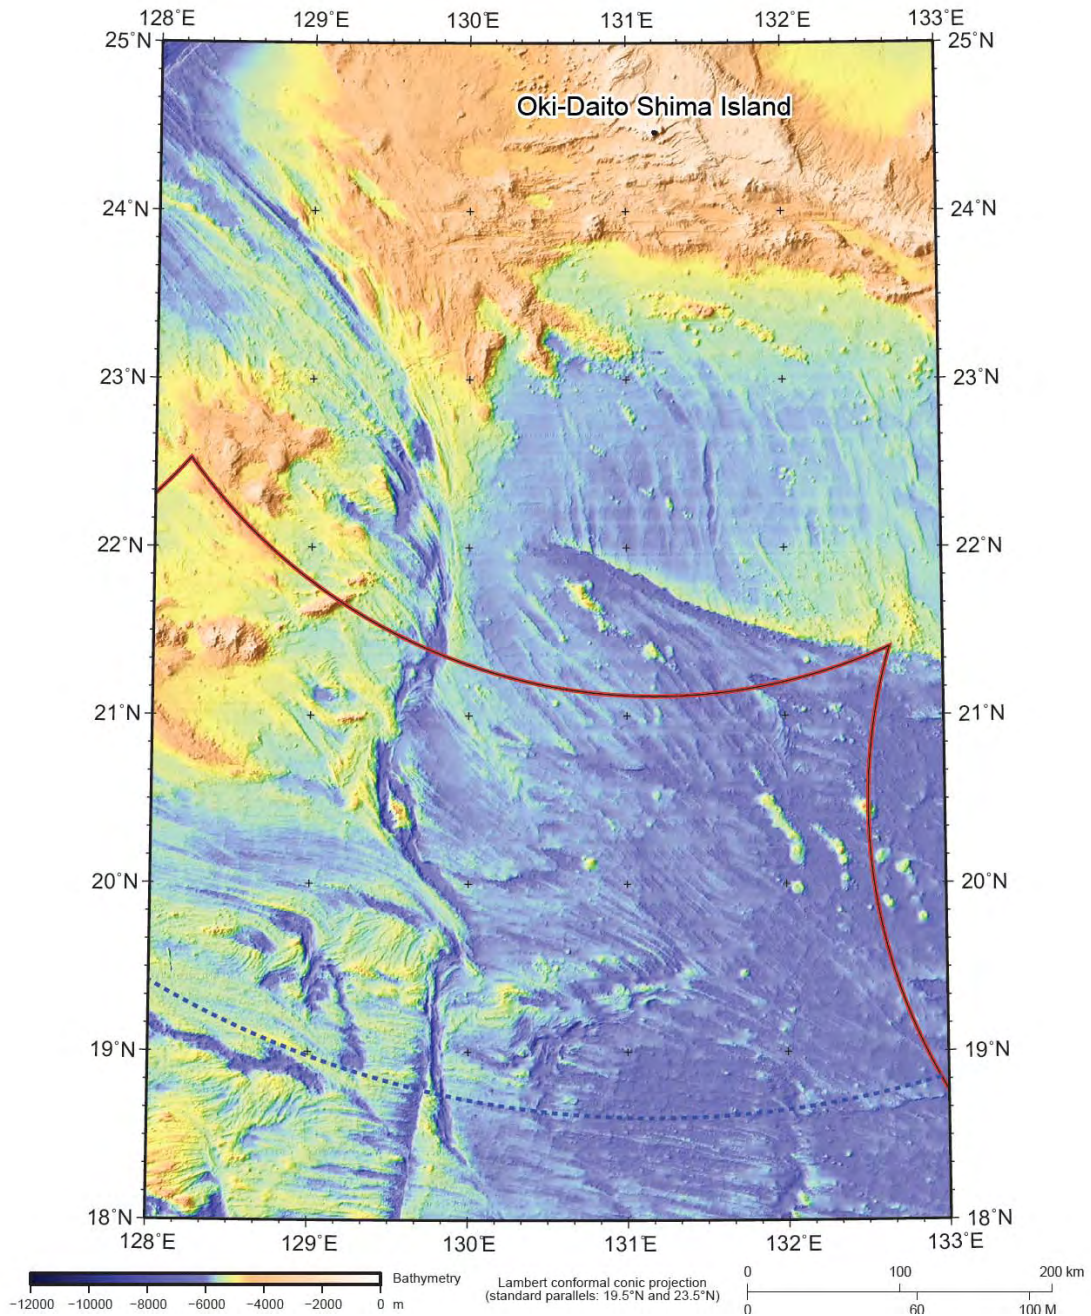 128°E 129°E 130°E 131°E 132°E 133°E
25°N 25°N
Oki-Daito Shima Island
24°N 24°N
23°N 23°N
22°N 22°N
21°N 21°N
20°N 20°N
19°N 19°N
18°N 18°N
128°E 129°E 130°E 131°E 132°E 133°E
Bathymetry
−12000 −10000 −8000 −6000 −4000 −2000 0 m
Lambert conformal conic projection
(standard parallels: 19.5°N and 23.5°N)
0 100 200 km
0 60 100 M